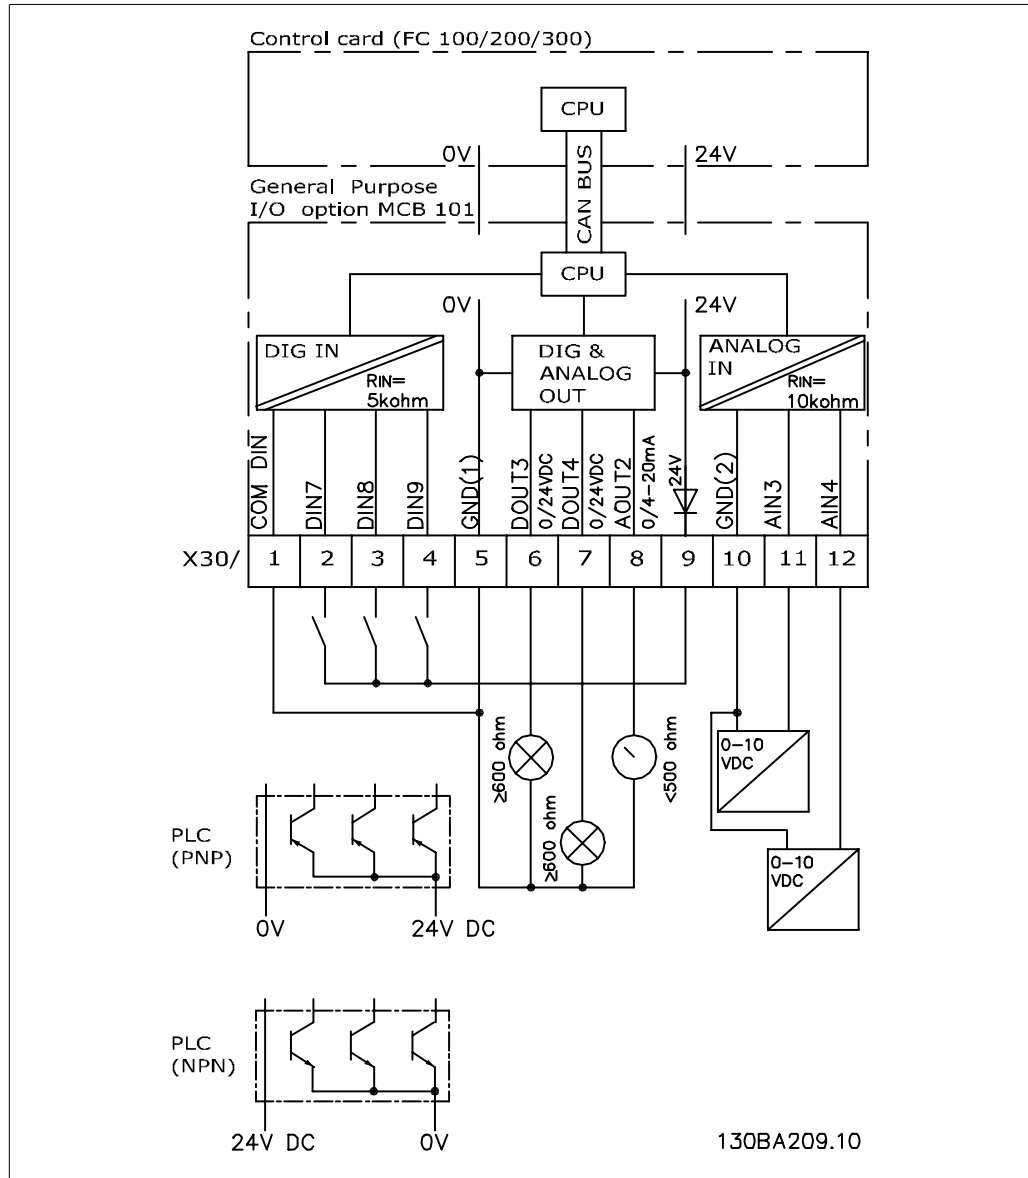 Control card (FC 100/200/300)
CPU
0V
24V
CAN BUS
General Purpose
I/O option MCB 101
CPU
0V
24V
DIG IN
RIN=
5kohm
DIG &
ANALOG
OUT
ANALOG
IN
RIN=
10kohm
COM DIN
DIN7
DIN8
DIN9
GND(1)
DOUT3
0/24VDC
DOUT4
0/24VDC
AOUT2
0/4-20mA
24V
GND(2)
AIN3
AIN4
X30/
1
2
3
4
5
6
7
8
9
10
11
12
≥600 ohm
≥600 ohm
<500 ohm
0-10
VDC
0-10
VDC
PLC
(PNP)
0V
24V DC
PLC
(NPN)
24V DC
0V
130BA209.10